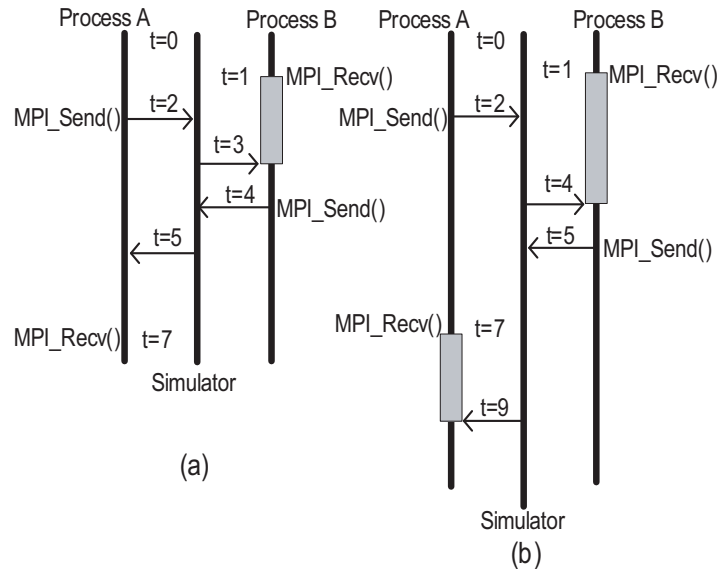 Process A
t=0
Process B
t=1
MPI_Recv()
MPI_Send()
t=2
t=3
t=4
MPI_Send()
t=5
MPI_Recv()
t=7
Simulator
(a)
Process A
t=0
Process B
t=1
MPI_Recv()
MPI_Send()
t=2
t=4
t=5
MPI_Send()
MPI_Recv()
t=7
t=9
Simulator
(b)